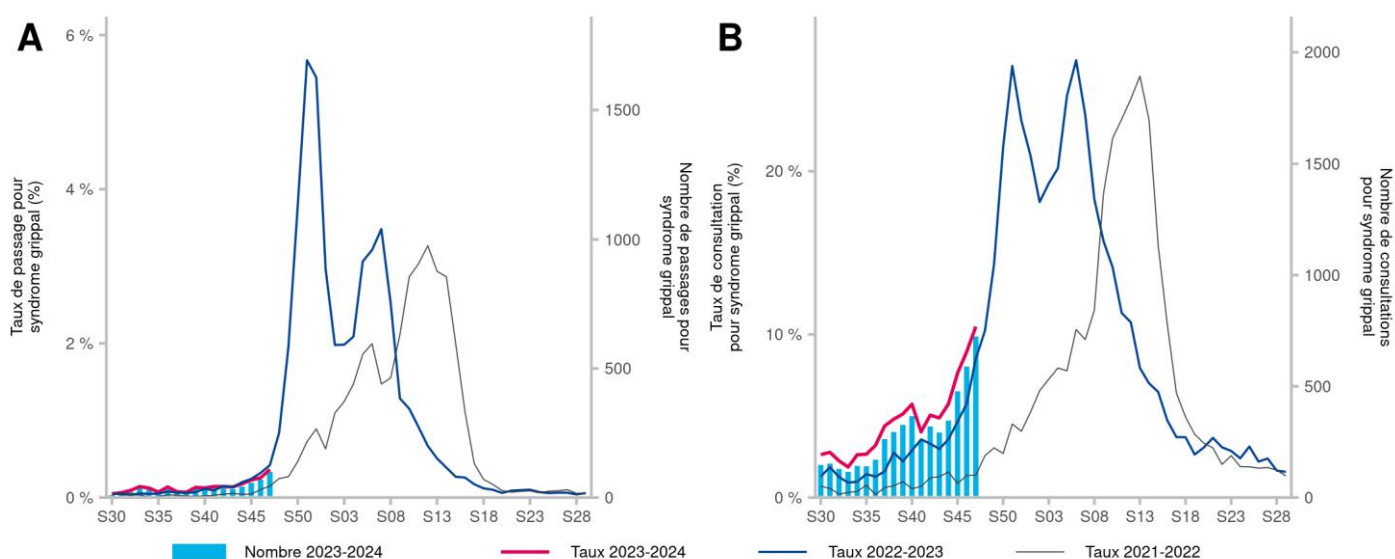 A
6 %
4 %
2 %
0 %
Taux de passage pour
syndrome grippal (%)
1500
1000
500
0
Nombre de passages pour
syndrome grippal
S30
S35
S40
S45
S50
S03
S08
S13
S18
S23
S28
B
20 %
10 %
0 %
Taux de consultation
pour syndrome grippal (%)
2000
1500
1000
500
0
Nombre de consultations
pour syndrome grippal
S30
S35
S40
S45
S50
S03
S08
S13
S18
S23
S28
Nombre 2023-2024
Taux 2023-2024
Taux 2022-2023
Taux 2021-2022